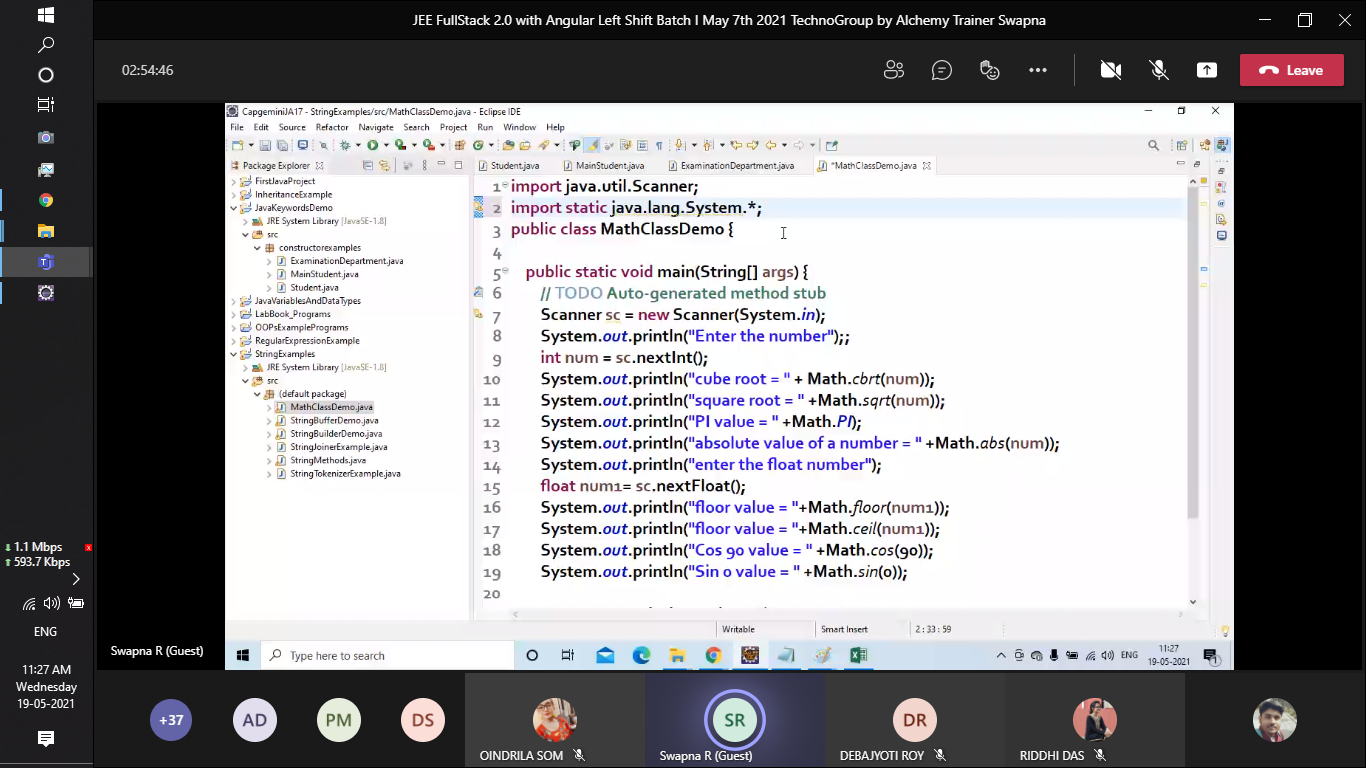 JEE FullStack 2.0 with Angular Left Shift Batch I May 7th 2021 TechnoGroup by Alchemy Trainer Swapna
02:54:46
Leave
CapgeminiJA17 - StringExamples/src/MathClassDemo.java - Eclipse IDE
File Edit Source Refactor Navigate Search Project Run Window Help
Package Explorer
Student.java
MainStudent.java
ExaminationDepartment.java
*MathClassDemo.java
FirstJavaProject
InheritanceExample
JavaKeywordsDemo
JRE System Library [JavaSE-1.8]
src
constructorexamples
ExaminationDepartment.java
MainStudent.java
Student.java
JavaVariablesAndDataTypes
LabBook_Programs
OOPsExamplePrograms
RegularExpressionExample
StringExamples
JRE System Library [JavaSE-1.8]
src
(default package)
MathClassDemo.java
StringBufferDemo.java
StringBuilderDemo.java
StringJoinerExample.java
StringMethods.java
StringTokenizerExample.java
1 import java.util.Scanner;
2 import static java.lang.System.*;
3 public class MathClassDemo {
4
5 public static void main(String[] args) {
6 // TODO Auto-generated method stub
7 Scanner sc = new Scanner(System.in);
8 System.out.println("Enter the number");;
9 int num = sc.nextInt();
10 System.out.println("cube root = " + Math.cbrt(num));
11 System.out.println("square root = " +Math.sqrt(num));
12 System.out.println("PI value = " +Math.PI);
13 System.out.println("absolute value of a number = " +Math.abs(num));
14 System.out.println("enter the float number");
15 float num1= sc.nextFloat();
16 System.out.println("floor value = "+Math.floor(num1));
17 System.out.println("floor value = "+Math.ceil(num1));
18 System.out.println("Cos 90 value = " +Math.cos(90));
19 System.out.println("Sin 0 value = " +Math.sin(0));
20
Writable
Smart Insert
2 : 33 : 59
Type here to search
ENG
11:27
19-05-2021
1
Swapna R (Guest)
1.1 Mbps
593.7 Kbps
x
ENG
11:27 AM
Wednesday
19-05-2021
+37
AD
PM
DS
OINDRILA SOM
SR
Swapna R (Guest)
DR
DEBAJYOTI ROY
RIDDHI DAS